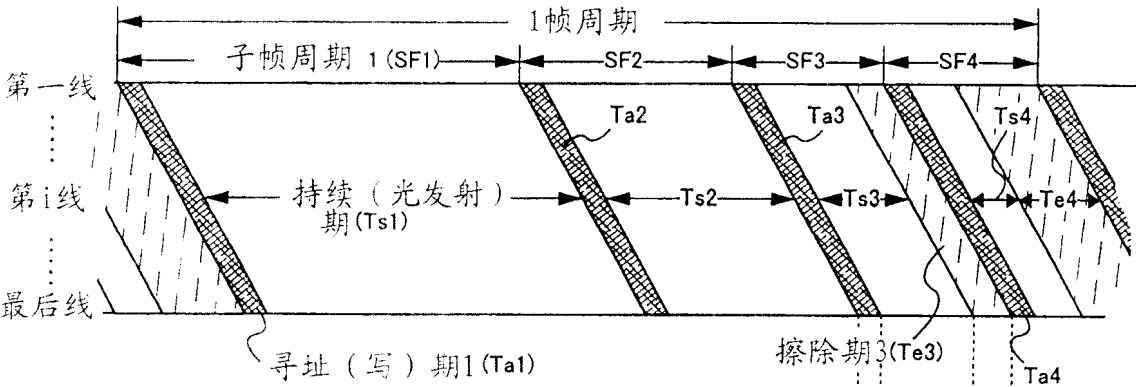 1帧周期
子帧周期 1(SF1) SF2 SF3 SF4
第一线
Ta2 Ta3 Ts4
第i线
持续(光发射)期(Ts1) Ts2 Ts3 Te4
最后线
寻址(写)期1(Ta1) 擦除期3(Te3) Ta4